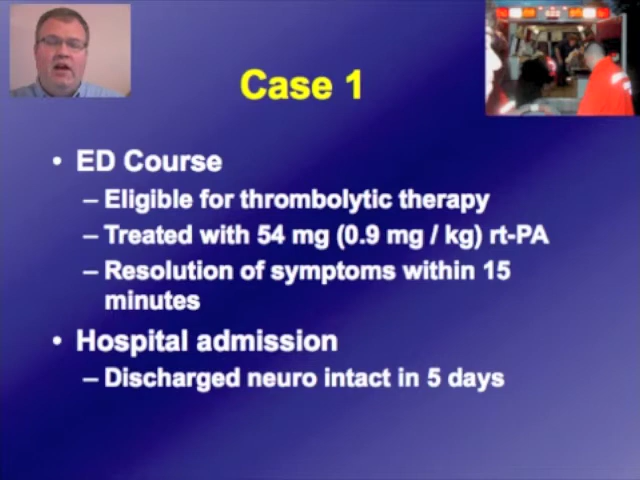 Case 1
• ED Course
– Eligible for thrombolytic therapy
– Treated with 54 mg (0.9 mg / kg) rt-PA
– Resolution of symptoms within 15
minutes
• Hospital admission
– Discharged neuro intact in 5 days